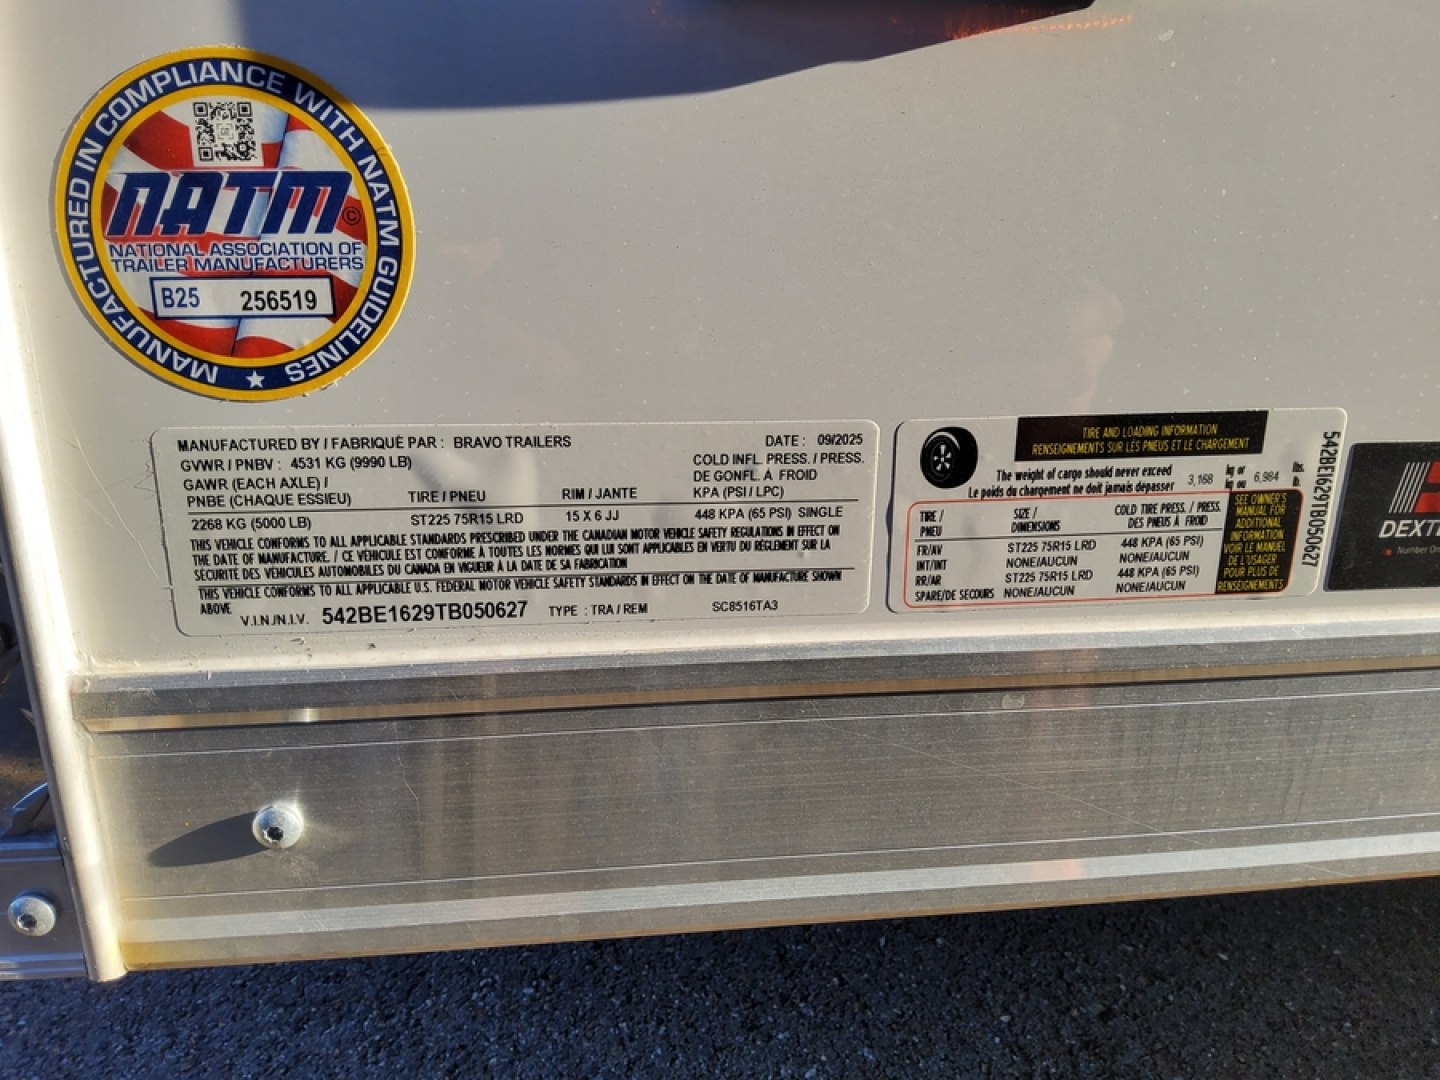 MANUFACTURED IN COMPLIANCE WITH NATM GUIDELINES
NATM©
NATIONAL ASSOCIATION OF
TRAILER MANUFACTURERS
B25 256519
MANUFACTURED BY / FABRIQUÉ PAR : BRAVO TRAILERS DATE : 09/2025
GVWR / PNBV : 4531 KG (9990 LB)
GAWR (EACH AXLE) /
PNBE (CHAQUE ESSIEU) TIRE / PNEU RIM / JANTE
COLD INFL. PRESS. / PRESS.
DE GONFL. À FROID
KPA (PSI / LPC)
2268 KG (5000 LB) ST225 75R15 LRD 15 X 6 JJ 448 KPA (65 PSI) SINGLE
THIS VEHICLE CONFORMS TO ALL APPLICABLE STANDARDS PRESCRIBED UNDER THE CANADIAN MOTOR VEHICLE SAFETY REGULATIONS IN EFFECT ON
THE DATE OF MANUFACTURE. / CE VÉHICULE EST CONFORME À TOUTES LES NORMES QUI LUI SONT APPLICABLES EN VERTU DU RÈGLEMENT SUR LA
SÉCURITÉ DES VÉHICULES AUTOMOBILES DU CANADA EN VIGUEUR À LA DATE DE SA FABRICATION
THIS VEHICLE CONFORMS TO ALL APPLICABLE U.S. FEDERAL MOTOR VEHICLE SAFETY STANDARDS IN EFFECT ON THE DATE OF MANUFACTURE SHOWN
ABOVE
V.I.N./N.I.V. 542BE1629TB050627 TYPE : TRA / REM SC8516TA3
TIRE AND LOADING INFORMATION
RENSEIGNEMENTS SUR LES PNEUS ET LE CHARGEMENT
The weight of cargo should never exceed
Le poids du chargement ne doit jamais dépasser
3,168 kg or
kg ou 6,984 lbs.
lb.
TIRE /
PNEU
SIZE /
DIMENSIONS
COLD TIRE PRESS. / PRESS.
DES PNEUS À FROID
FR/AV ST225 75R15 LRD 448 KPA (65 PSI)
INT/INT NONE/AUCUN NONE/AUCUN
RR/AR ST225 75R15 LRD 448 KPA (65 PSI)
SPARE/DE SECOURS NONE/AUCUN NONE/AUCUN
SEE OWNER'S
MANUAL FOR
ADDITIONAL
INFORMATION
VOIR LE MANUEL
DE L'USAGER
POUR PLUS DE
RENSEIGNEMENTS
542BE1629TB050627
DEXT
Number On